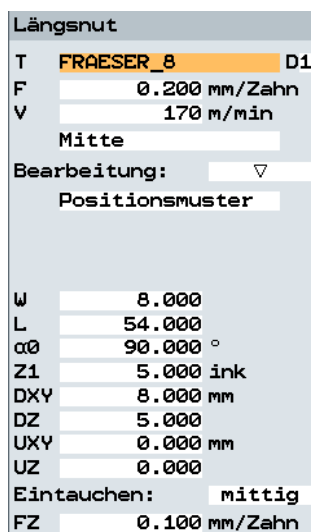 Längsnut
T FRAESER_8 D1
F 0.200 mm/Zahn
V 170 m/min
Mitte
Bearbeitung: ▽
Positionsmuster
W 8.000
L 54.000
α0 90.000 °
Z1 5.000 ink
DXY 8.000 mm
DZ 5.000
UXY 0.000 mm
UZ 0.000
Eintauchen: mittig
FZ 0.100 mm/Zahn